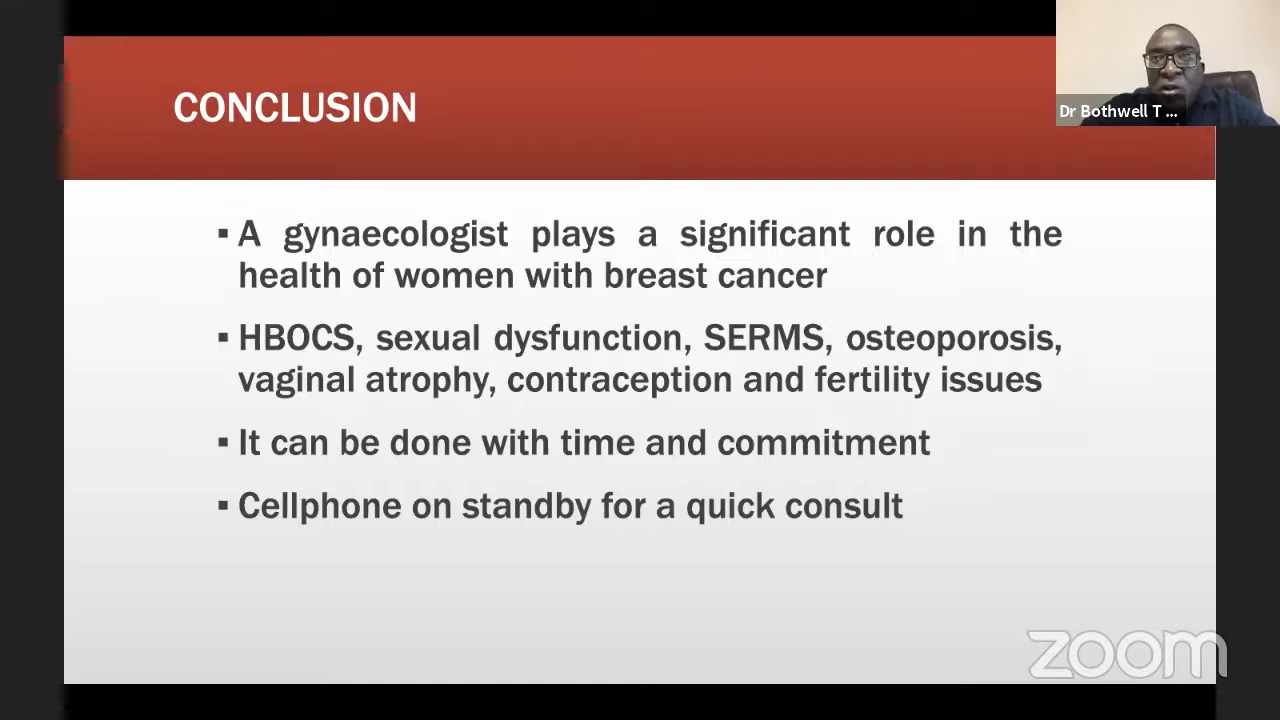 CONCLUSION
Dr Bothwell T ...
▪ A gynaecologist plays a significant role in the
health of women with breast cancer
▪ HBOCS, sexual dysfunction, SERMS, osteoporosis,
vaginal atrophy, contraception and fertility issues
▪ It can be done with time and commitment
▪ Cellphone on standby for a quick consult
zoom